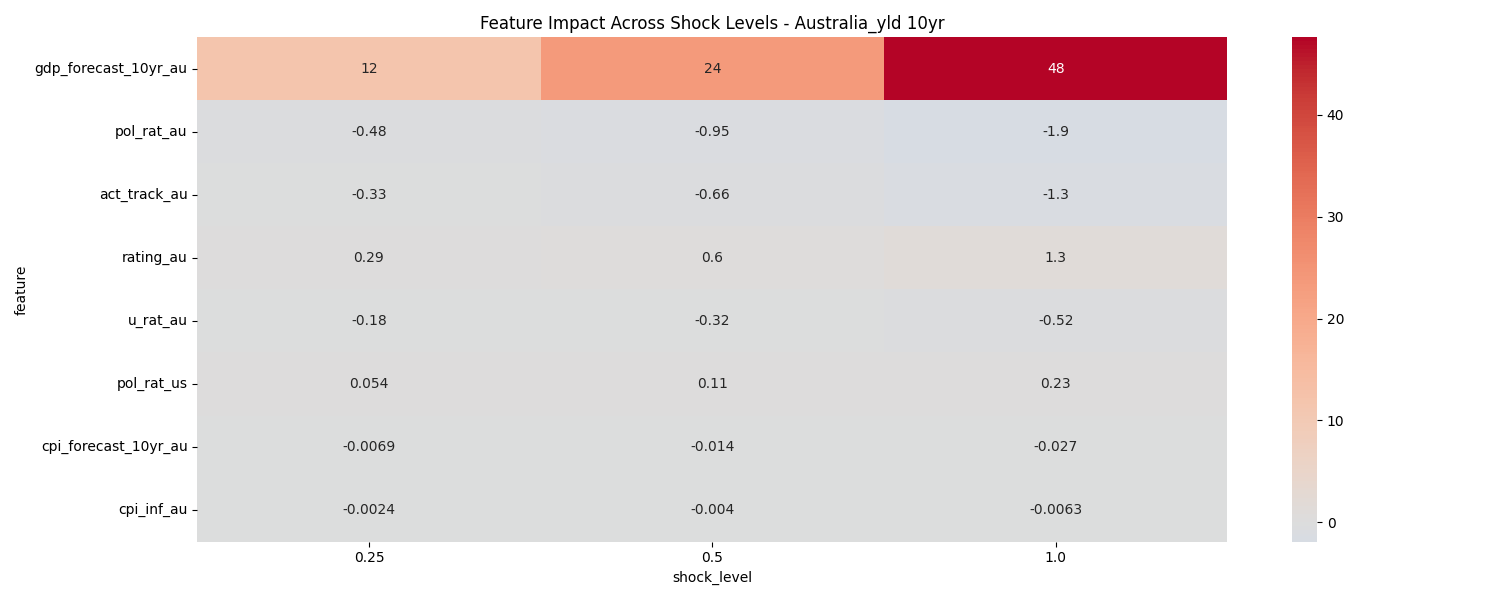 Feature Impact Across Shock Levels - Australia_yld 10yr
feature
gdp_forecast_10yr_au 12 24 48
pol_rat_au -0.48 -0.95 -1.9
act_track_au -0.33 -0.66 -1.3
rating_au 0.29 0.6 1.3
u_rat_au -0.18 -0.32 -0.52
pol_rat_us 0.054 0.11 0.23
cpi_forecast_10yr_au -0.0069 -0.014 -0.027
cpi_inf_au -0.0024 -0.004 -0.0063
0.25 0.5 1.0
shock_level
40
30
20
10
0